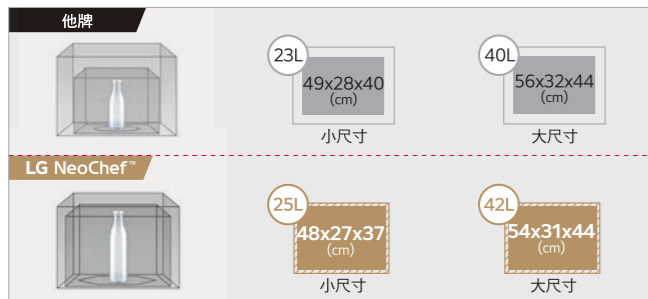 他牌
23L
49x28x40
(cm)
小尺寸
40L
56x32x44
(cm)
大尺寸
LG NeoChef™
25L
48x27x37
(cm)
小尺寸
42L
54x31x44
(cm)
大尺寸